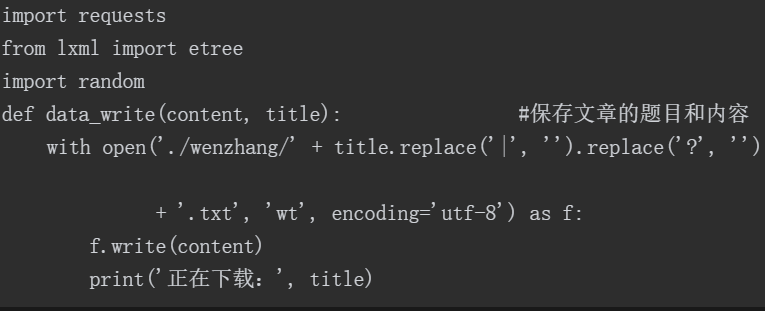 import requests
from lxml import etree
import random
def data_write(content, title):                #保存文章的题目和内容
    with open('./wenzhang/' + title.replace('|', '').replace('?', '')
              + '.txt', 'wt', encoding='utf-8') as f:
        f.write(content)
        print('正在下载：', title)